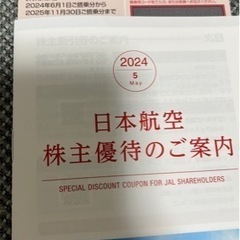 2024年6月1日ご搭乗分から
2025年11月30日ご搭乗分まで
2024
5
May
日本航空
株主優待のご案内
SPECIAL DISCOUNT COUPON FOR JAL SHAREHOLDERS